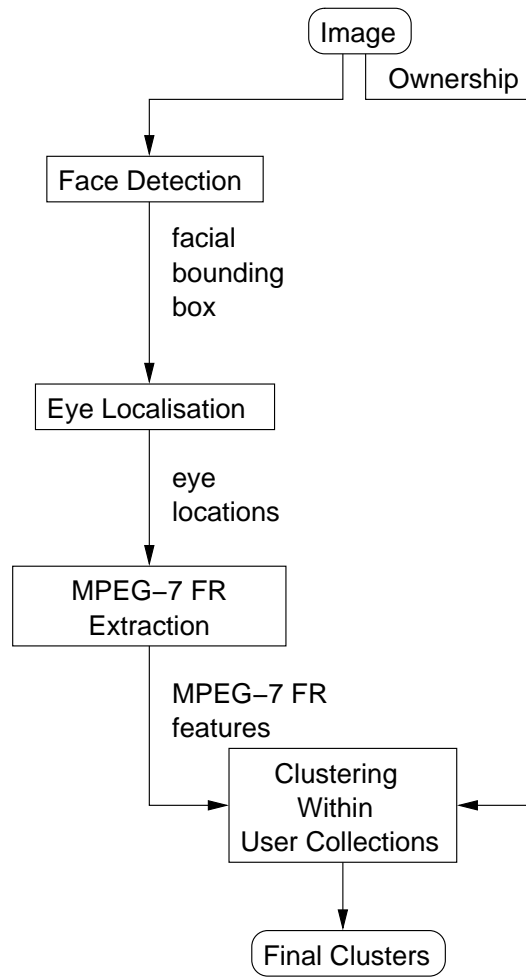 Image
Ownership
Face Detection
facial
bounding
box
Eye Localisation
eye
locations
MPEG−7 FR
Extraction
MPEG−7 FR
features
Clustering
Within
User Collections
Final Clusters